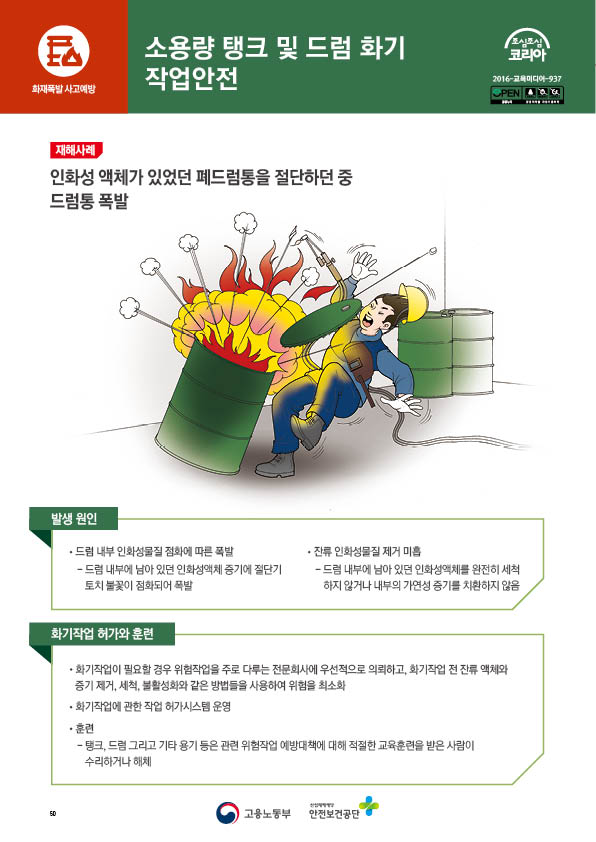 화재폭발 사고예방
소용량 탱크 및 드럼 화기
작업안전
조심조심
코리아
2016-교육미디어-937
OPEN
재해사례
인화성 액체가 있었던 폐드럼통을 절단하던 중
드럼통 폭발
발생 원인
• 드럼 내부 인화성물질 점화에 따른 폭발
- 드럼 내부에 남아 있던 인화성액체 증기에 절단기
토치 불꽃이 점화되어 폭발
• 잔류 인화성물질 제거 미흡
- 드럼 내부에 남아 있던 인화성액체를 완전히 세척
하지 않거나 내부의 가연성 증기를 치환하지 않음
화기작업 허가와 훈련
• 화기작업이 필요할 경우 위험작업을 주로 다루는 전문회사에 우선적으로 의뢰하고, 화기작업 전 잔류 액체와
증기 제거, 세척, 불활성화와 같은 방법들을 사용하여 위험을 최소화
• 화기작업에 관한 작업 허가시스템 운영
• 훈련
- 탱크, 드럼 그리고 기타 용기 등은 관련 위험작업 예방대책에 대해 적절한 교육훈련을 받은 사람이
수리하거나 해체
50
고용노동부
산업재해예방
안전보건공단